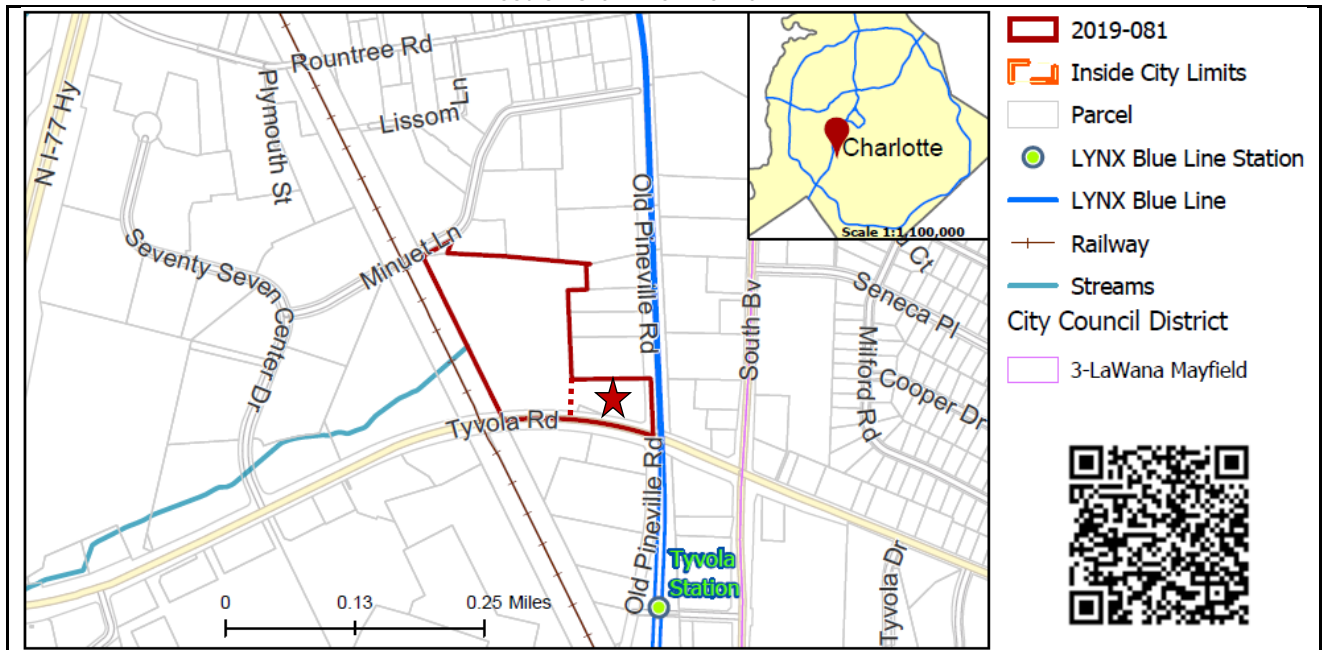 Rountree Rd
N I-77 Hy
Plymouth St
Lissom Ln
Old Pineville Rd
Charlotte
Scale 1:1,100,000
Ct
Seventy Seven Center Dr
Minuet Ln
South Bv
Seneca Pl
Milford Rd
Cooper Dr
Tyvola Rd
Old Pineville Rd
Tyvola
Station
Tyvola Dr
0 0.13 0.25 Miles
2019-081
Inside City Limits
Parcel
LYNX Blue Line Station
LYNX Blue Line
Railway
Streams
City Council District
3-LaWana Mayfield